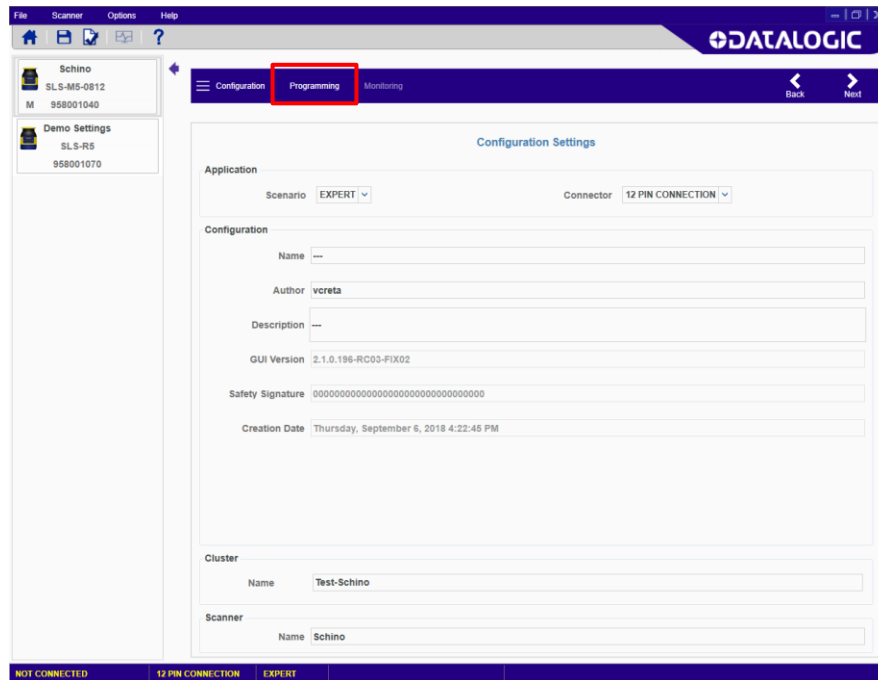 File Scanner Options Help
?
DATALOGIC
Schino
SLS-M5-0812
M 958001040
Demo Settings
SLS-R5
958001070
Configuration Programming Monitoring Back Next
Configuration Settings
Application
Scenario EXPERT Connector 12 PIN CONNECTION
Configuration
Name ---
Author vcreta
Description ---
GUI Version 2.1.0.196-RC03-FIX02
Safety Signature 00000000000000000000000000000000
Creation Date Thursday, September 6, 2018 4:22:45 PM
Cluster
Name Test-Schino
Scanner
Name Schino
NOT CONNECTED 12 PIN CONNECTION EXPERT